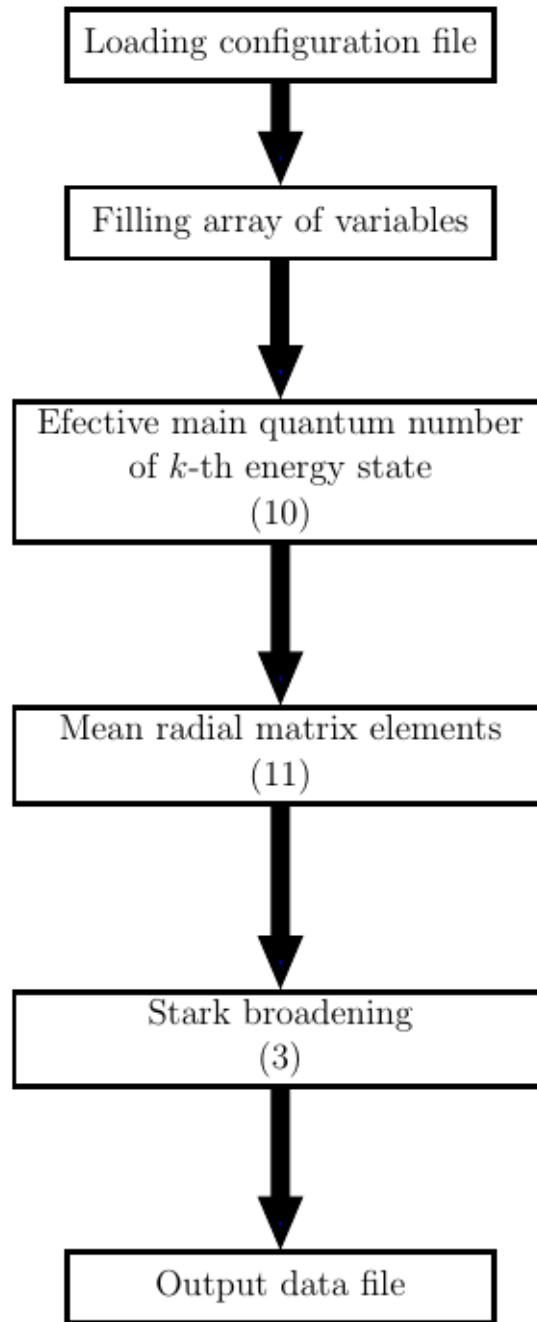 Loading configuration file
Filling array of variables
Efective main quantum number
of k-th energy state
(10)
Mean radial matrix elements
(11)
Stark broadening
(3)
Output data file